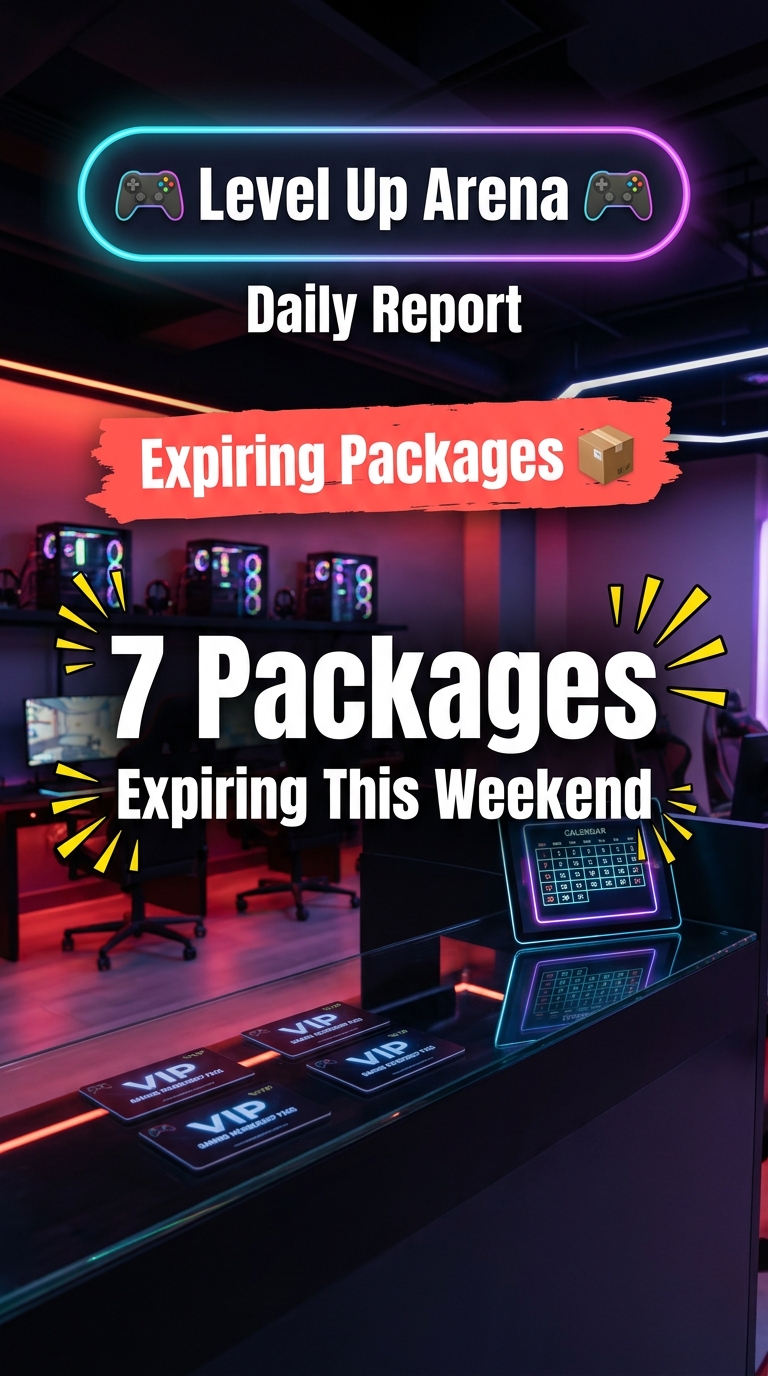 🎮 Level Up Arena 🎮
Daily Report
Expiring Packages 📦
7 Packages
Expiring This Weekend
CALENDAR
VIP
VIP
VIP
VIP